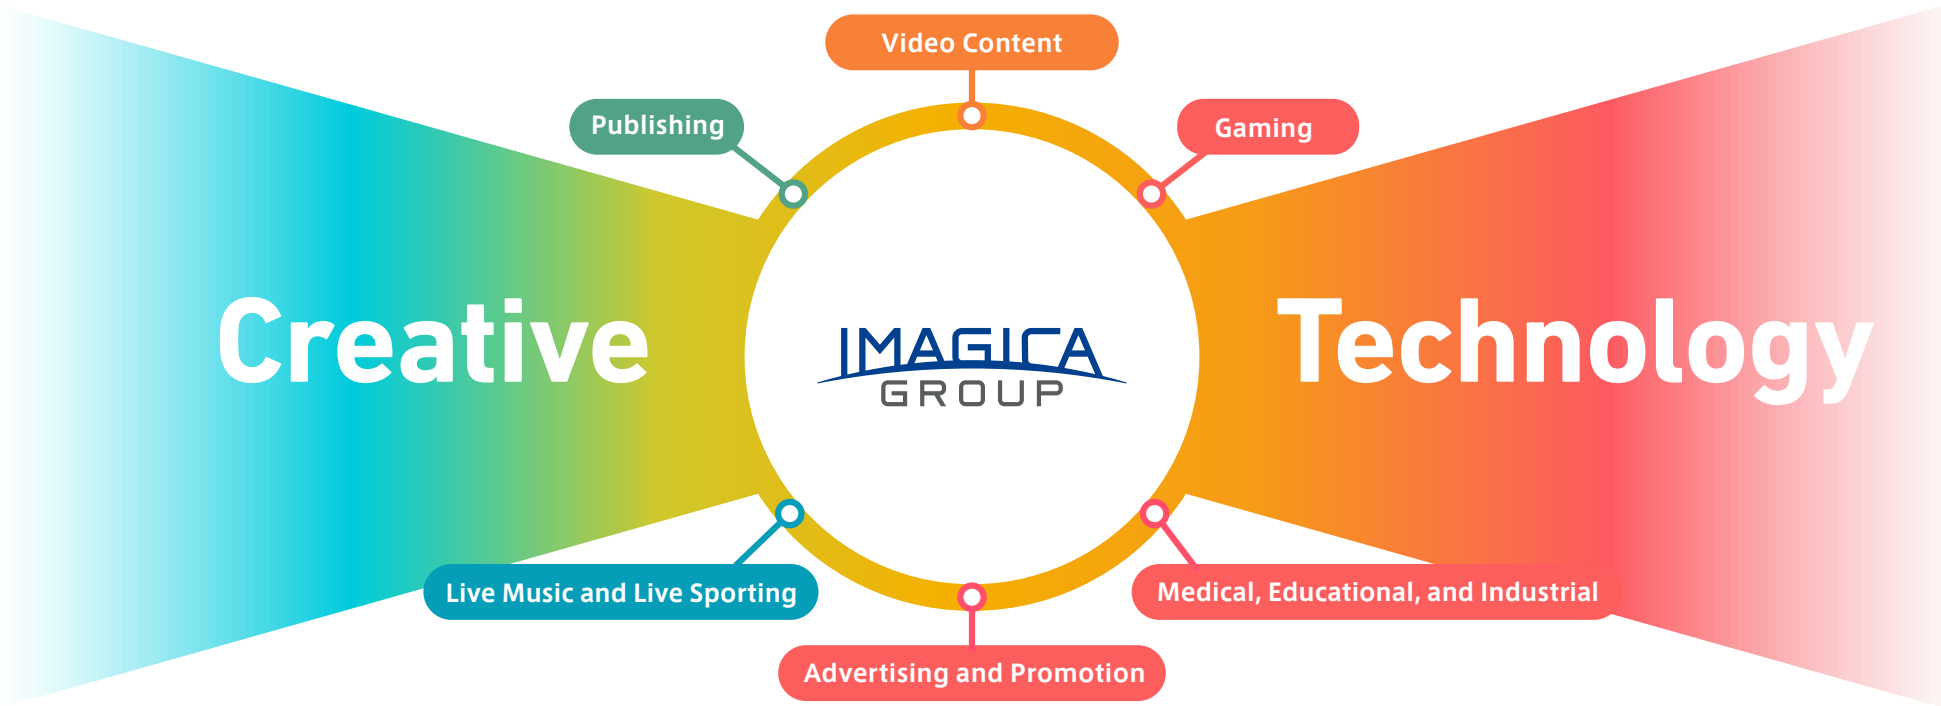 Video Content
Publishing
Gaming
Creative
IMAGICA
GROUP
Technology
Live Music and Live Sporting
Medical, Educational, and Industrial
Advertising and Promotion